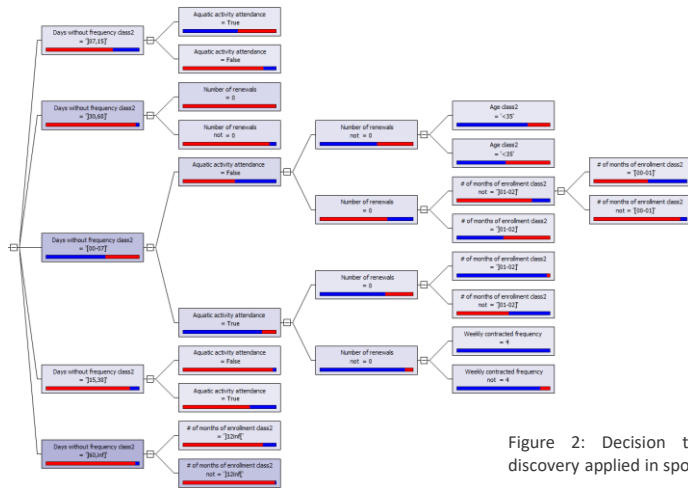 Aquatic activity attendance
= True
Days without frequency class2
= ']07,15]'
Aquatic activity attendance
= False
Number of renewals
= 0
Days without frequency class2
= ']30,60]'
Number of renewals
not = 0
Number of renewals
not = 0
Age class2
= '<35'
Age class2
= '<35'
Aquatic activity attendance
= False
# of months of enrollment class2
not = ']01-02]'
# of months of enrollment class2
= '[00-01]'
Number of renewals
= 0
# of months of enrollment class2
= ']01-02]'
# of months of enrollment class2
not = '[00-01]'
Days without frequency class2
= '[00-07]'
Number of renewals
= 0
# of months of enrollment class2
= ']01-02]'
# of months of enrollment class2
not = ']01-02]'
Aquatic activity attendance
= True
Number of renewals
not = 0
Weekly contracted frequency
= 4
Weekly contracted frequency
not = 4
Aquatic activity attendance
= False
Days without frequency class2
= ']15,30]'
Aquatic activity attendance
= True
# of months of enrollment class2
= ']12inf['
Days without frequency class2
= ']60,inf['
# of months of enrollment class2
not = ']12inf['
Figure 2: Decision t
discovery applied in spo